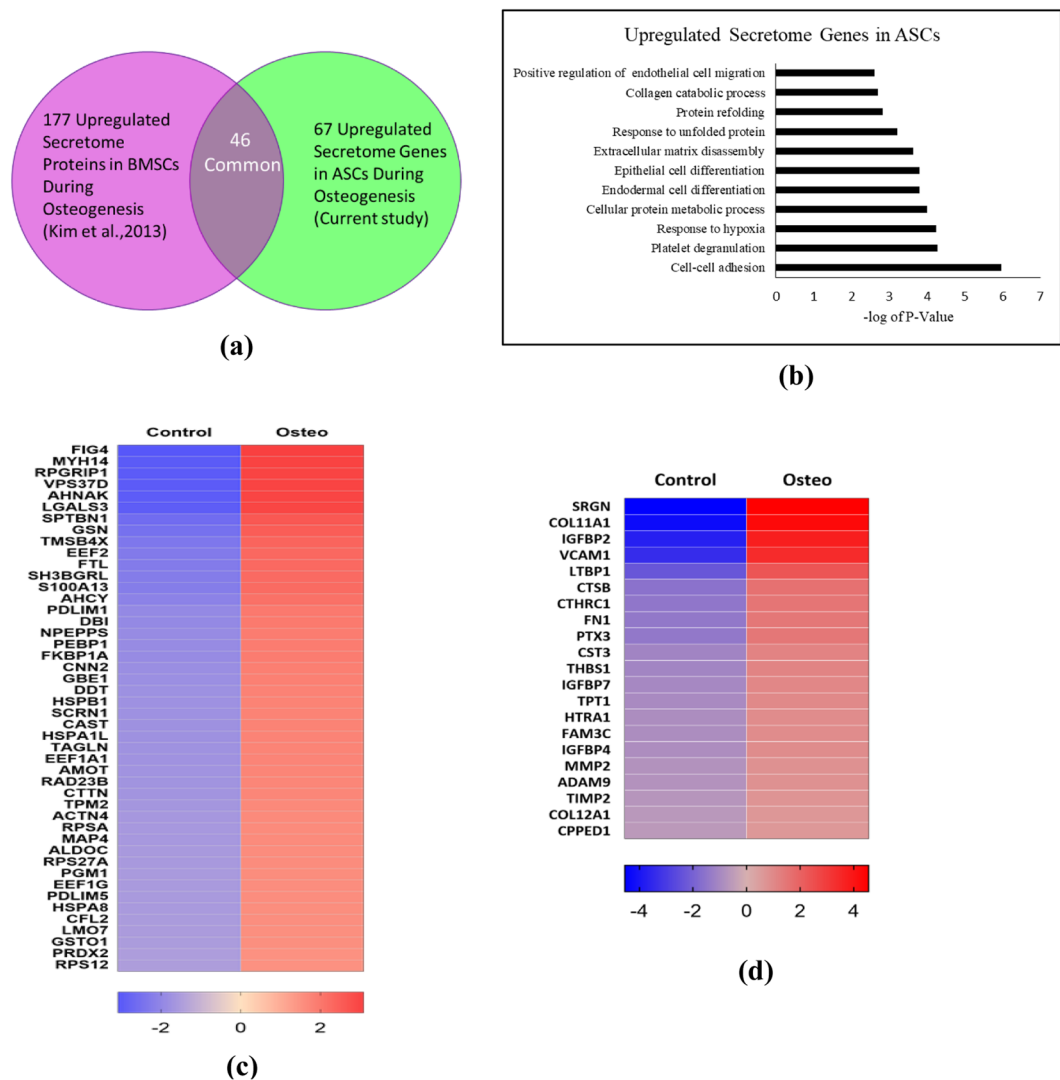 177 Upregulated
Secretome
Proteins in BMSCs
During
Osteogenesis
(Kim et al.,2013)
46
Common
67 Upregulated
Secretome Genes
in ASCs During
Osteogenesis
(Current study)
(a)
Upregulated Secretome Genes in ASCs
Positive regulation of endothelial cell migration
Collagen catabolic process
Protein refolding
Response to unfolded protein
Extracellular matrix disassembly
Epithelial cell differentiation
Endodermal cell differentiation
Cellular protein metabolic process
Response to hypoxia
Platelet degranulation
Cell-cell adhesion
0 1 2 3 4 5 6 7
-log of P-Value
(b)
Control Osteo
FIG4
MYH14
RPGRIP1
VPS37D
AHNAK
LGALS3
SPTBN1
GSN
TMSB4X
EEF2
FTL
SH3BGRL
S100A13
AHCY
PDLIM1
DBI
NPEPPS
PEBP1
FKBP1A
CNN2
GBE1
DDT
HSPB1
SCRN1
CAST
HSPA1L
TAGLN
EEF1A1
AMOT
RAD23B
CTTN
TPM2
ACTN4
RPSA
MAP4
ALDOC
RPS27A
PGM1
EEF1G
PDLIM5
HSPA8
CFL2
LMO7
GSTO1
PRDX2
RPS12
-2 0 2
(c)
Control Osteo
SRGN
COL11A1
IGFBP2
VCAM1
LTBP1
CTSB
CTHRC1
FN1
PTX3
CST3
THBS1
IGFBP7
TPT1
HTRA1
FAM3C
IGFBP4
MMP2
ADAM9
TIMP2
COL12A1
CPPED1
-4 -2 0 2 4
(d)